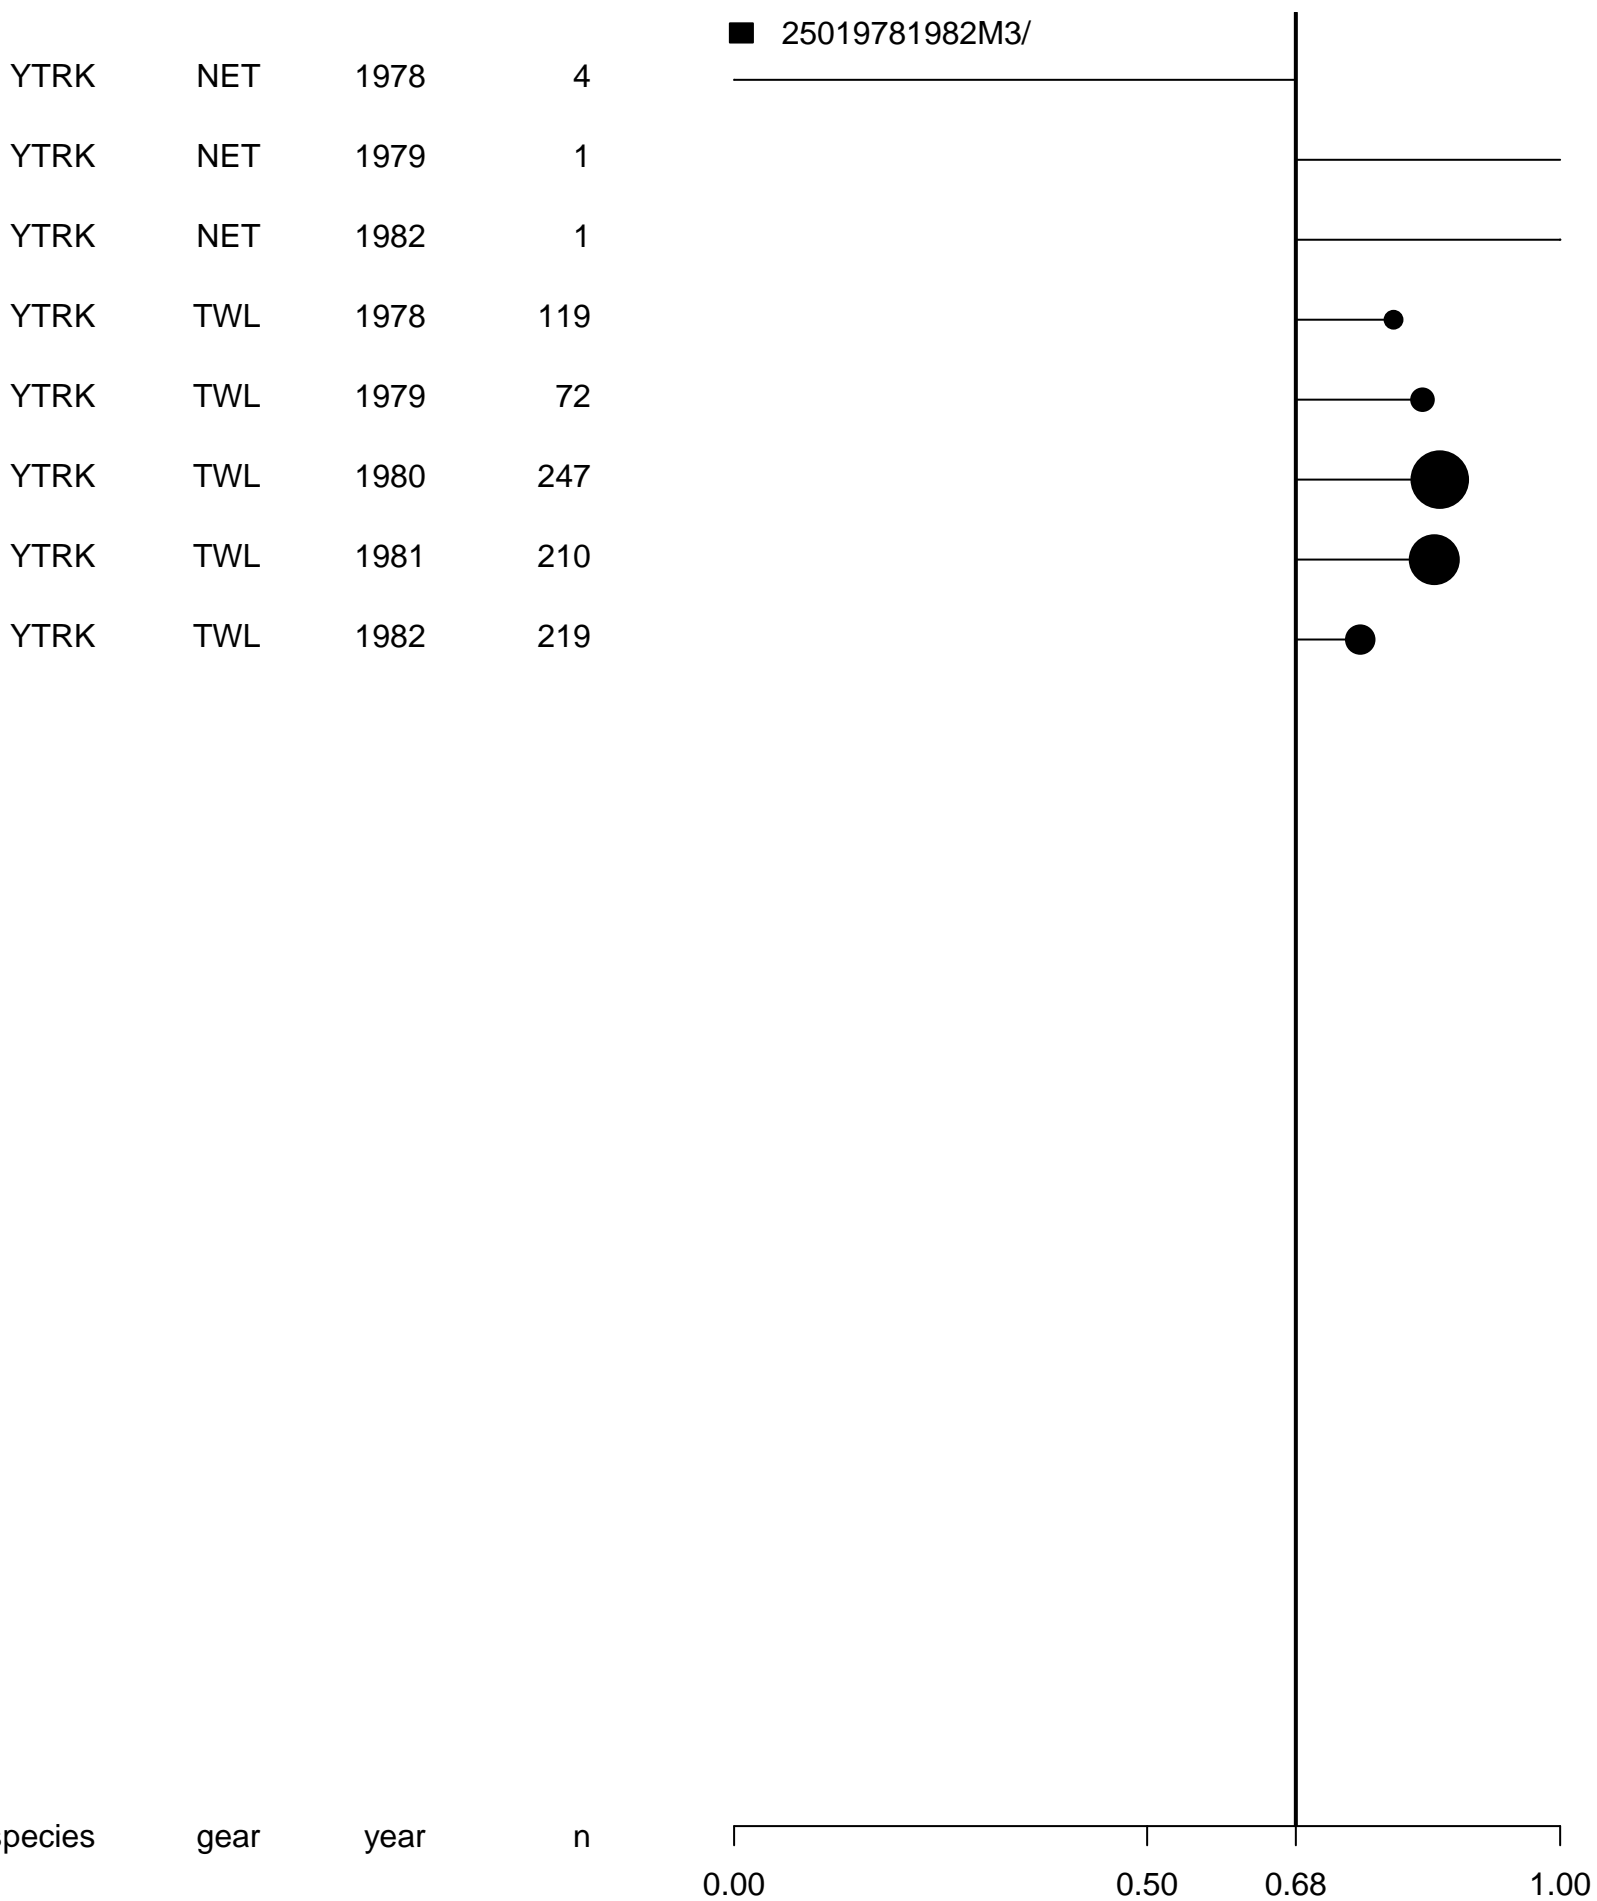 25019781982M3/
YTRK NET 1978 4
YTRK NET 1979 1
YTRK NET 1982 1
YTRK TWL 1978 119
YTRK TWL 1979 72
YTRK TWL 1980 247
YTRK TWL 1981 210
YTRK TWL 1982 219
species gear year n
0.00 0.50 0.68 1.00